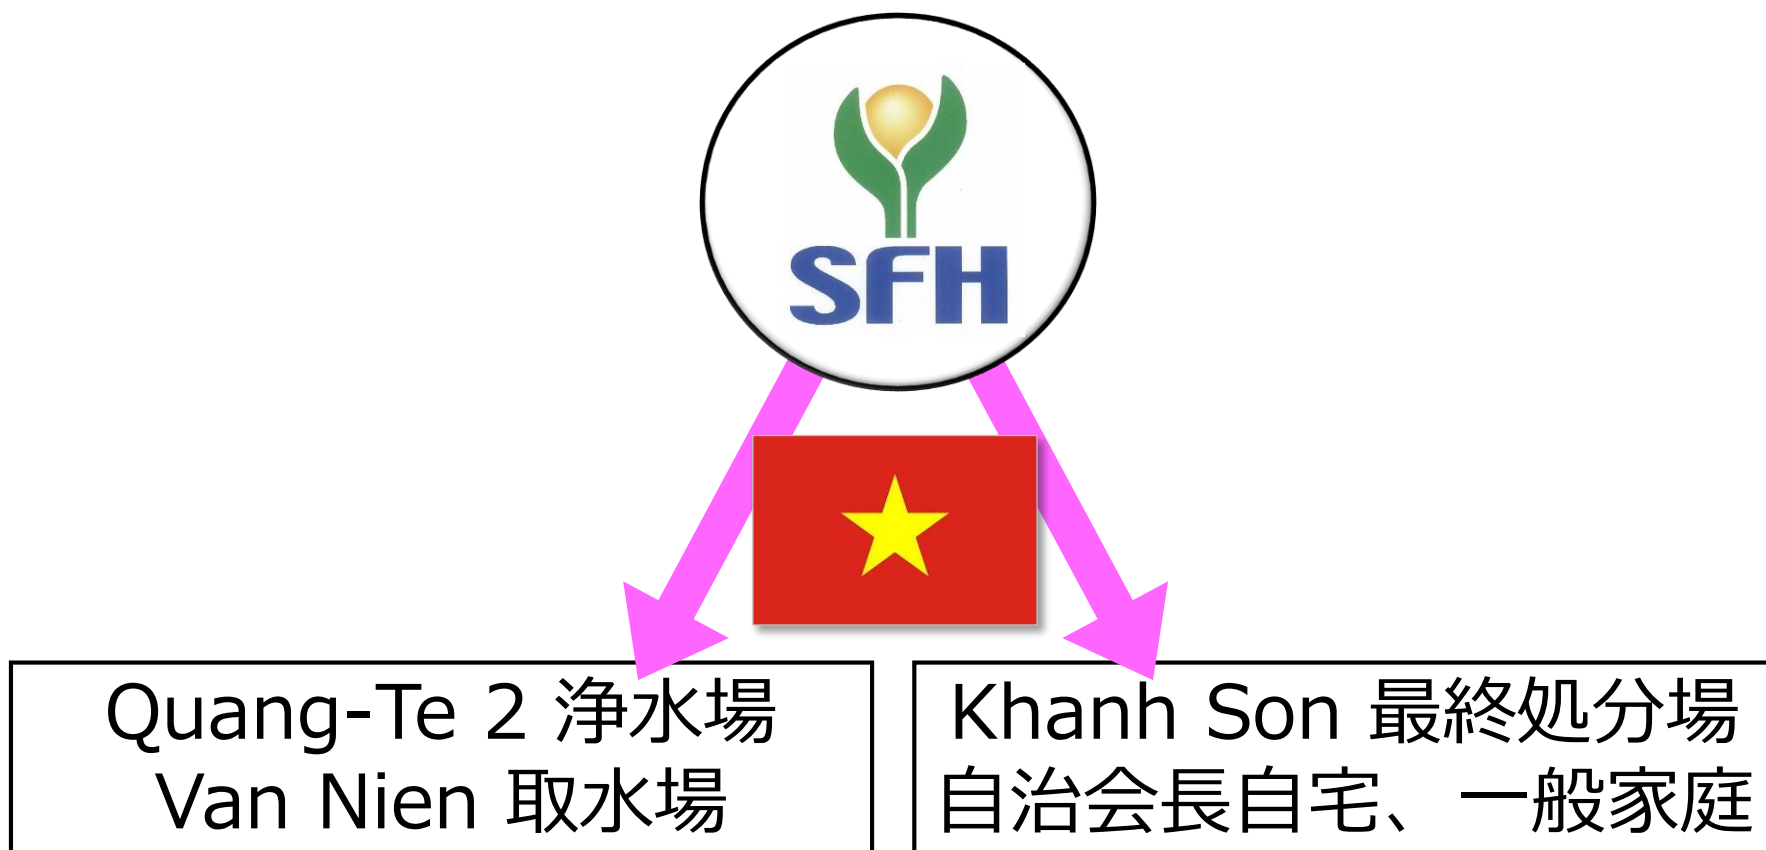 SFH
Quang-Te 2 浄水場
Van Nien 取水場
Khanh Son 最終処分場
自治会長自宅、一般家庭